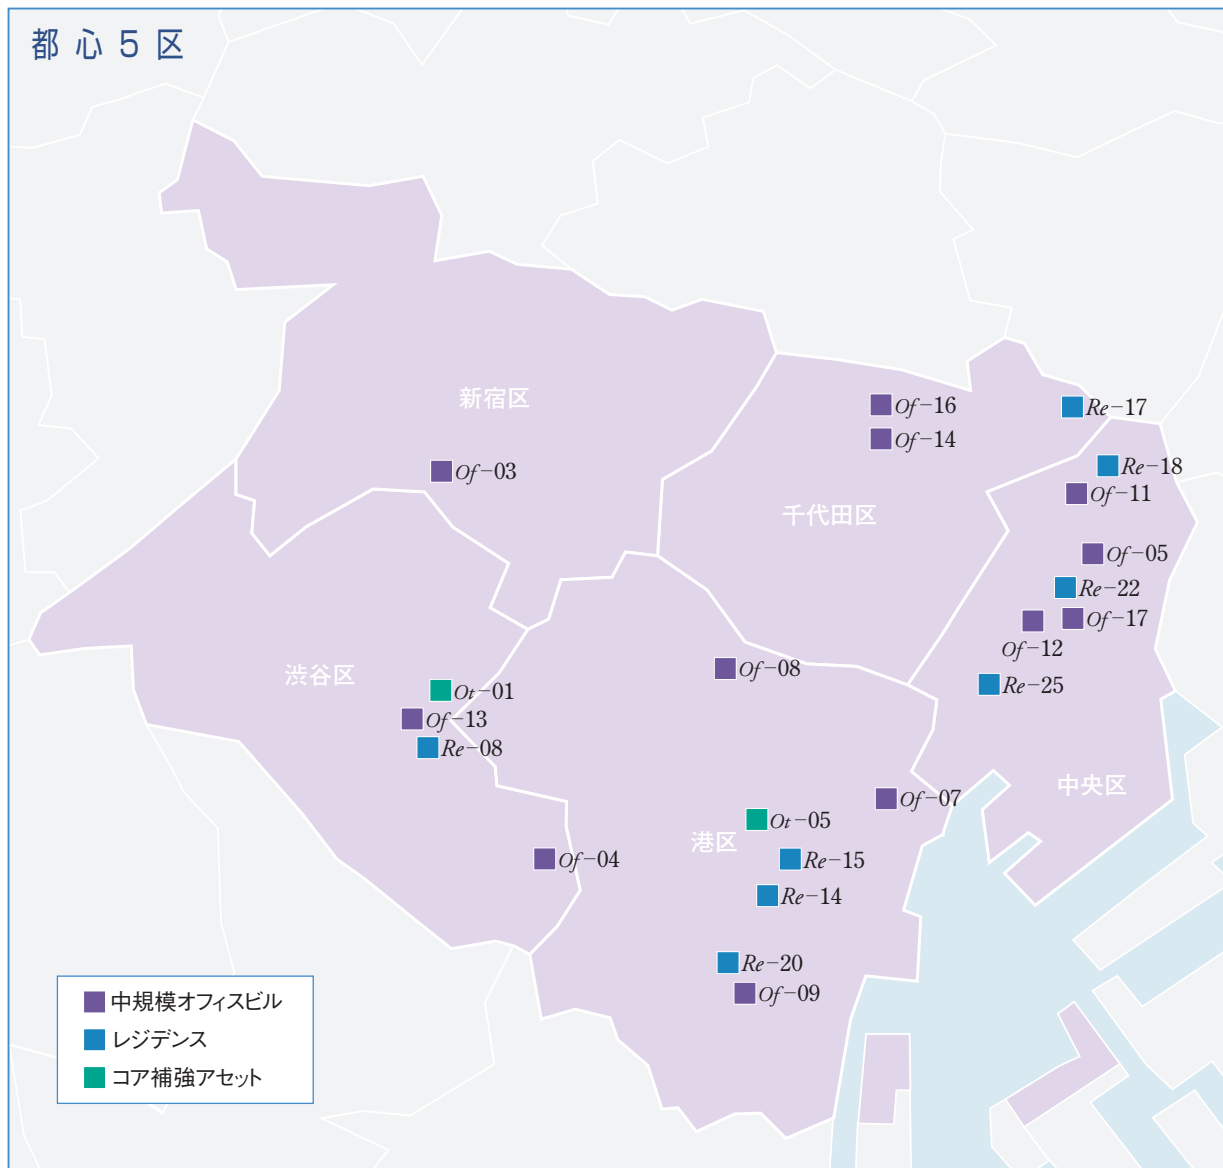 都心5区
新宿区
Of-16
Re-17
Of-14
Re-18
Of-03
Of-11
千代田区
Of-05
Re-22
Of-17
Of-12
渋谷区
Of-08
Re-25
Ot-01
Of-13
Re-08
中央区
Of-07
Ot-05
港区
Of-04
Re-15
Re-14
Re-20
Of-09
中規模オフィスビル
レジデンス
コア補強アセット